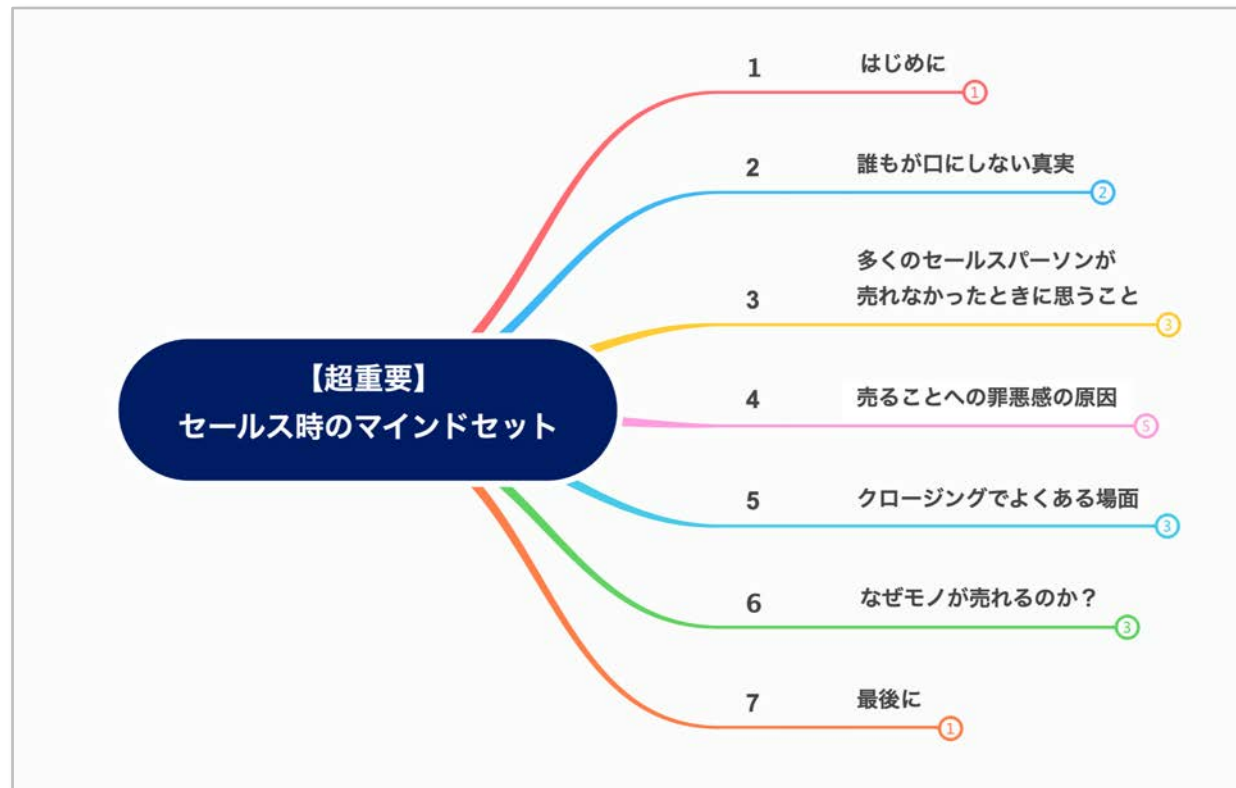 【超重要】
セールス時のマインドセット
1 はじめに ①
2 誰もが口にしない真実 ②
多くのセールスパーソンが
3 売れなかったときに思うこと ③
4 売ることへの罪悪感の原因 ⑤
5 クロージングでよくある場面 ③
6 なぜモノが売れるのか？ ③
7 最後に ①